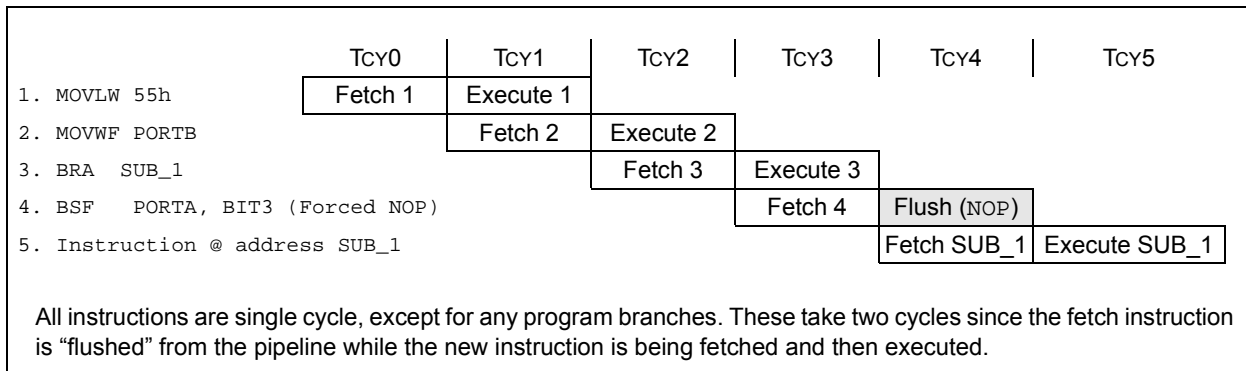 TCY0 TCY1 TCY2 TCY3 TCY4 TCY5
1. MOVLW 55h Fetch 1 Execute 1
2. MOVWF PORTB Fetch 2 Execute 2
3. BRA SUB_1 Fetch 3 Execute 3
4. BSF PORTA, BIT3 (Forced NOP) Fetch 4 Flush (NOP)
5. Instruction @ address SUB_1 Fetch SUB_1 Execute SUB_1
All instructions are single cycle, except for any program branches. These take two cycles since the fetch instruction
is “flushed” from the pipeline while the new instruction is being fetched and then executed.